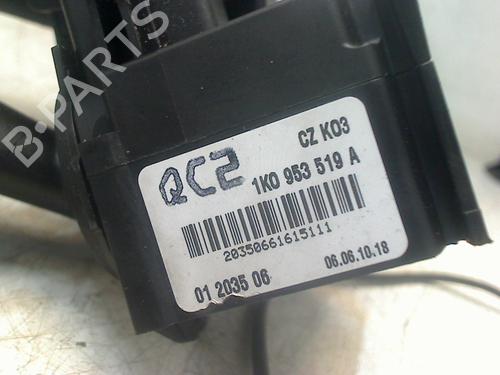 B-PARTS
CZ K03
QC2
1K0 953 519 A
20350661615111
01 2035 06
06.06.10.18